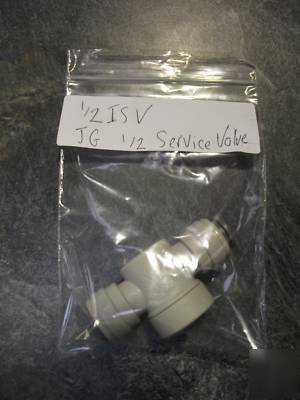 1/2 ISV
JG 1/2 Service Valve